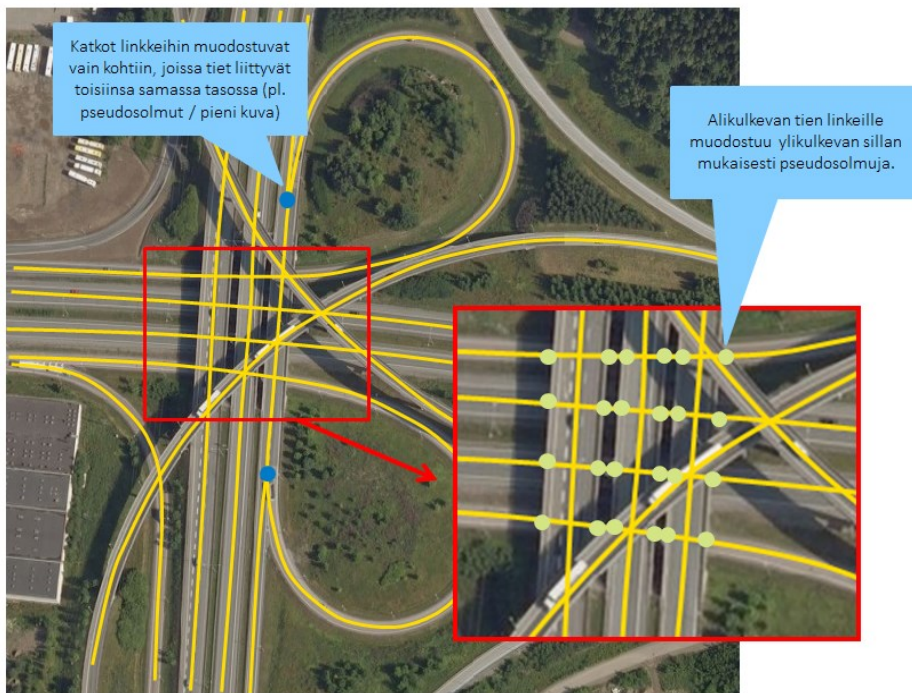 Katkot linkkeihin muodostuvat
vain kohtiin, joissa tiet liittyvät
toisiinsa samassa tasossa (pl.
pseudosolmut / pieni kuva)
Alikulkevan tien linkeille
muodostuu ylikulkevan sillan
mukaisesti pseudosolmuja.